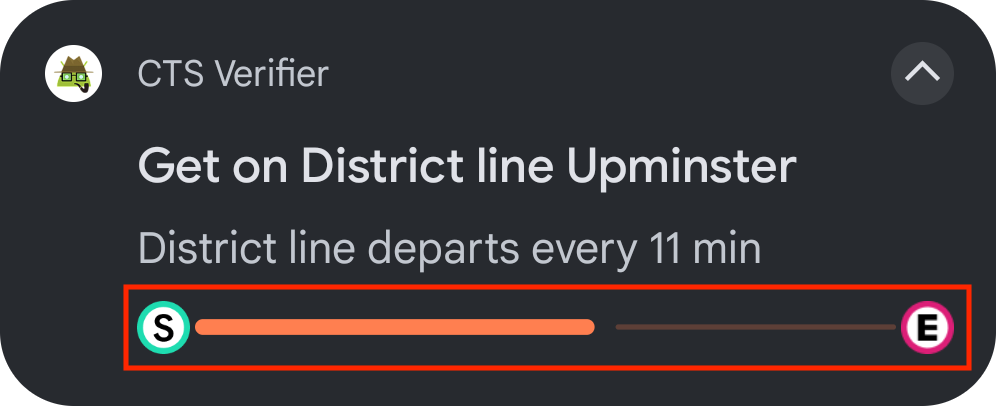 CTS Verifier
Get on District line Upminster
District line departs every 11 min
S E